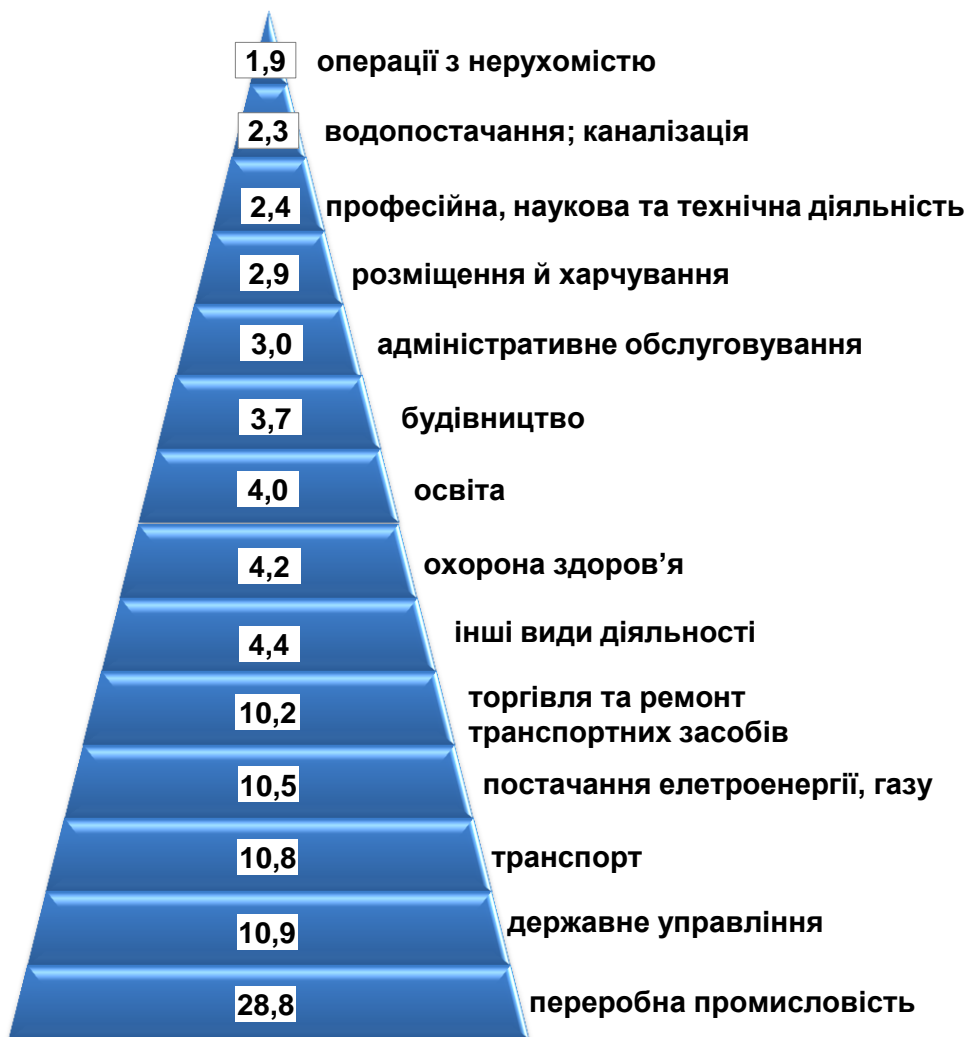 1,9 операції з нерухомістю
2,3 водопостачання; каналізація
2,4 професійна, наукова та технічна діяльність
2,9 розміщення й харчування
3,0 адміністративне обслуговування
3,7 будівництво
4,0 освіта
4,2 охорона здоров’я
4,4 інші види діяльності
10,2 торгівля та ремонт
транспортних засобів
10,5 постачання елетроенергії, газу
10,8 транспорт
10,9 державне управління
28,8 переробна промисловість